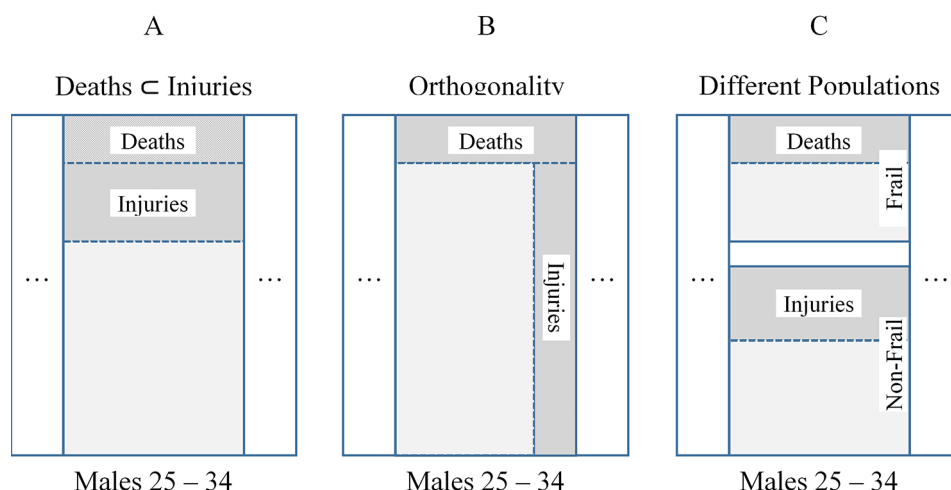 A
Deaths ⊂ Injuries
Deaths
Injuries
…
…
Males 25 – 34
B
Orthogonality
Deaths
Injuries
…
…
Males 25 – 34
C
Different Populations
Deaths
Frail
Injuries
Non-Frail
…
…
Males 25 – 34